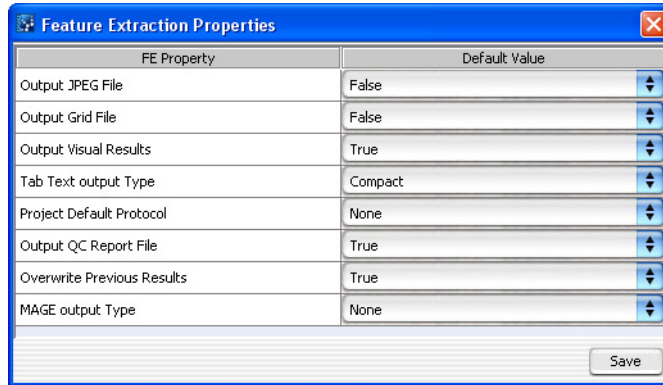 Feature Extraction Properties
FE Property Default Value
Output JPEG File False
Output Grid File False
Output Visual Results True
Tab Text output Type Compact
Project Default Protocol None
Output QC Report File True
Overwrite Previous Results True
MAGE output Type None
Save